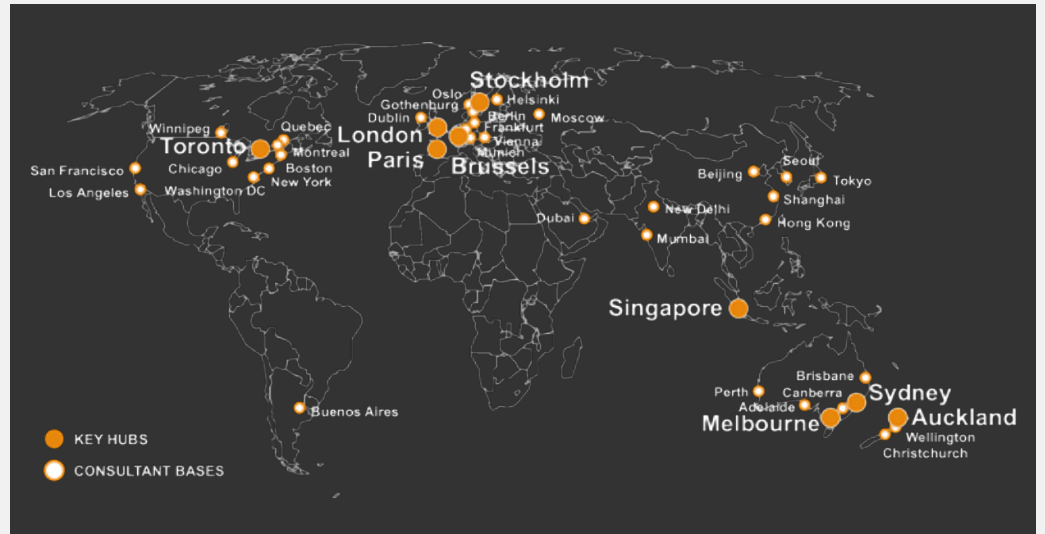 Stockholm
Oslo
Helsinki
Gothenburg
Berlin
Dublin
Moscow
Frankfurt
London
Vienna
Munich
Paris
Brussels
Winnipeg
Quebec
Toronto
Montreal
Chicago
Boston
San Francisco
New York
Washington DC
Los Angeles
Seoul
Beijing
Tokyo
Shanghai
New Delhi
Dubai
Hong Kong
Mumbai
Singapore
Brisbane
Perth
Canberra
Sydney
Adelaide
Melbourne
Auckland
Wellington
Christchurch
Buenos Aires
KEY HUBS
CONSULTANT BASES